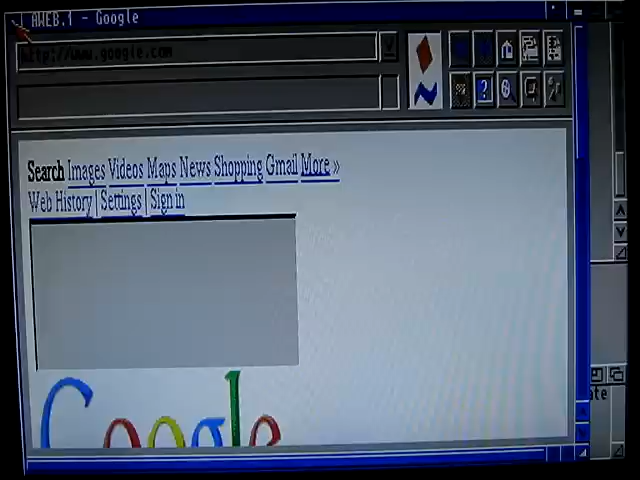 AWEB.1 - Google
http://www.google.com
Search Images Videos Maps News Shopping Gmail More »
Web History | Settings | Sign in
Google